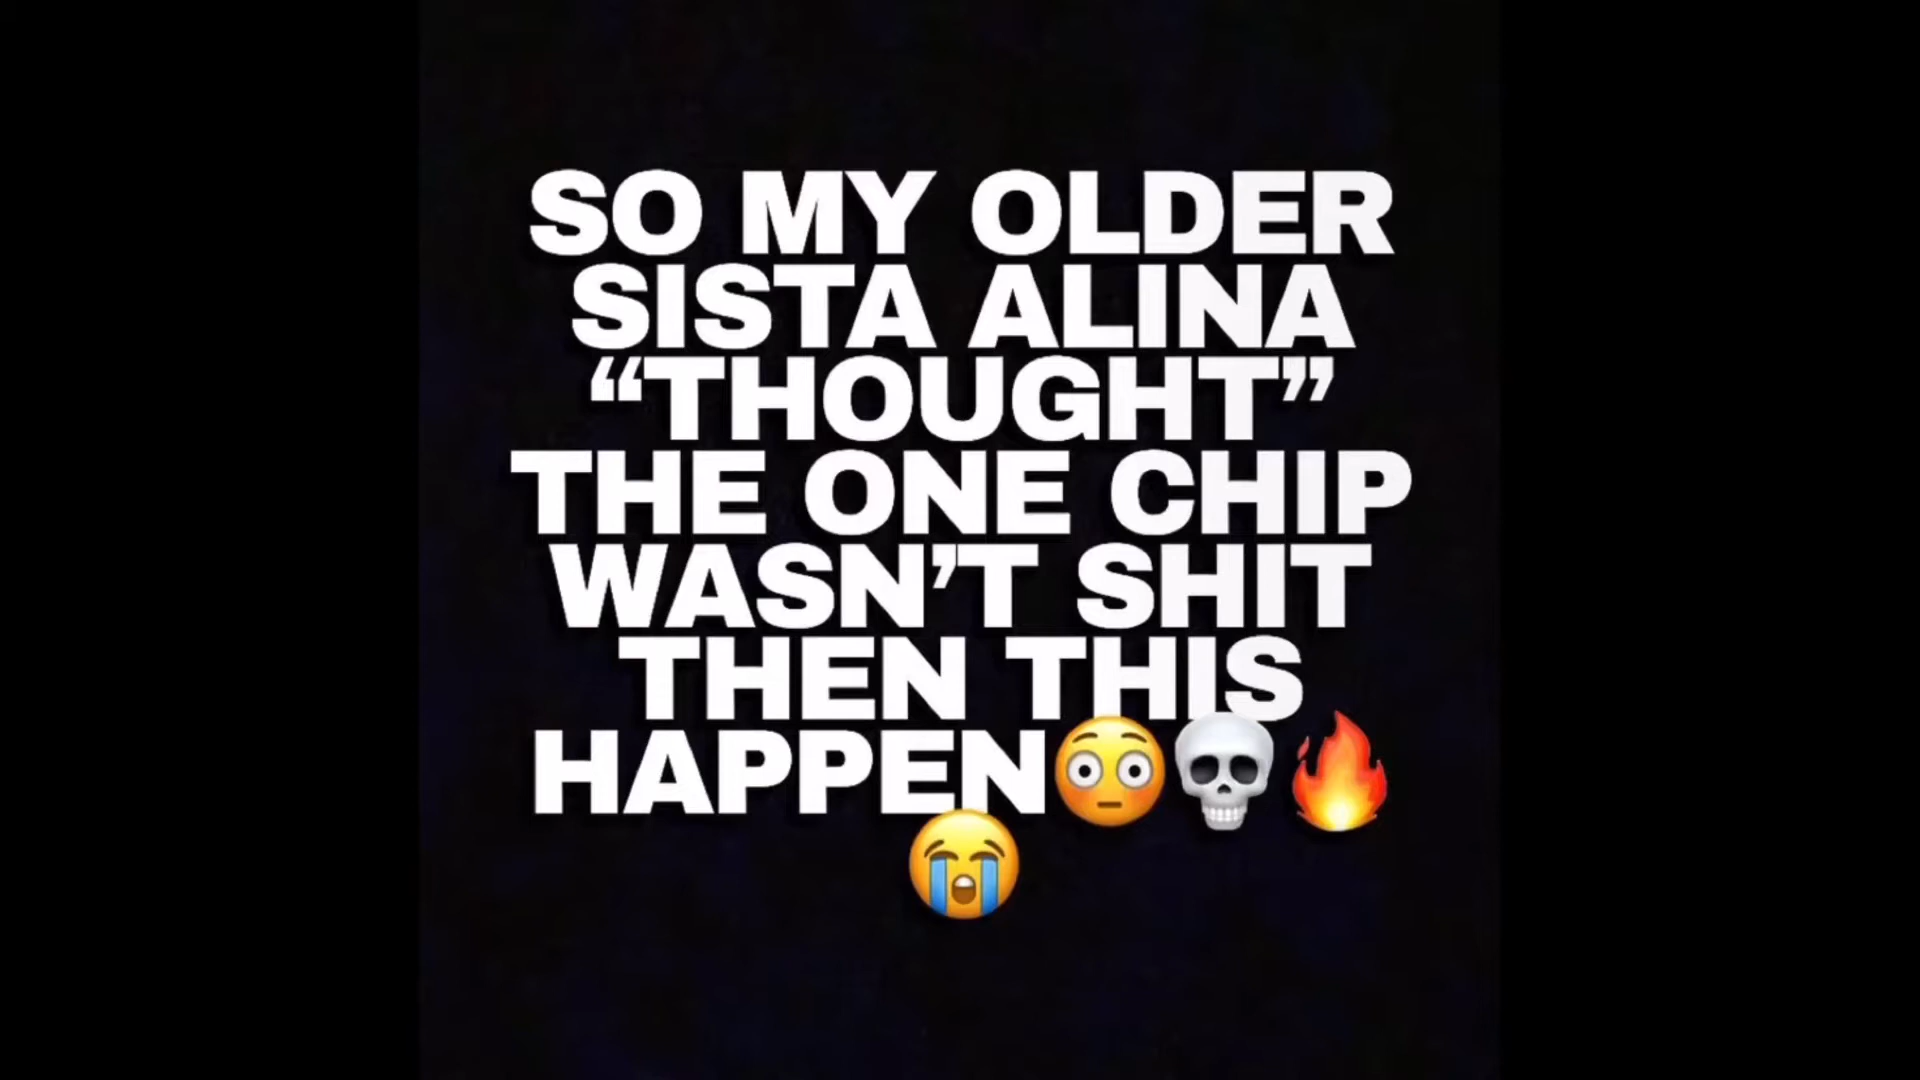 SO MY OLDER
SISTA ALINA
“THOUGHT”
THE ONE CHIP
WASN’T SHIT
THEN THIS
HAPPEN😳💀🔥
😭